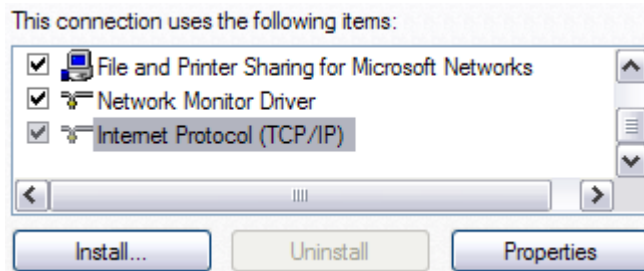 This connection uses the following items:
File and Printer Sharing for Microsoft Networks
Network Monitor Driver
Internet Protocol (TCP/IP)
Install... Uninstall Properties